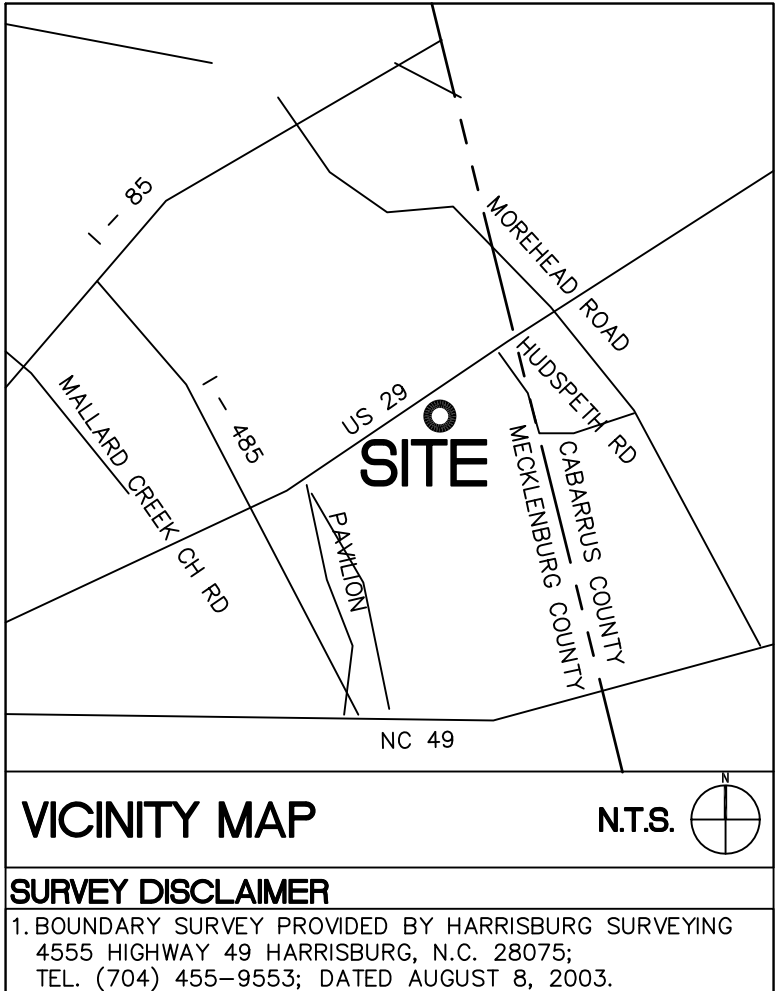 I - 85
MOREHEAD ROAD
HUDSPETH RD
MALLARD CREEK CH RD
I - 485
US 29
SITE
PAVILION
MECKLENBURG COUNTY
CABARRUS COUNTY
NC 49
VICINITY MAP
N.T.S.
N
SURVEY DISCLAIMER
1. BOUNDARY SURVEY PROVIDED BY HARRISBURG SURVEYING
4555 HIGHWAY 49 HARRISBURG, N.C. 28075;
TEL. (704) 455-9553; DATED AUGUST 8, 2003.